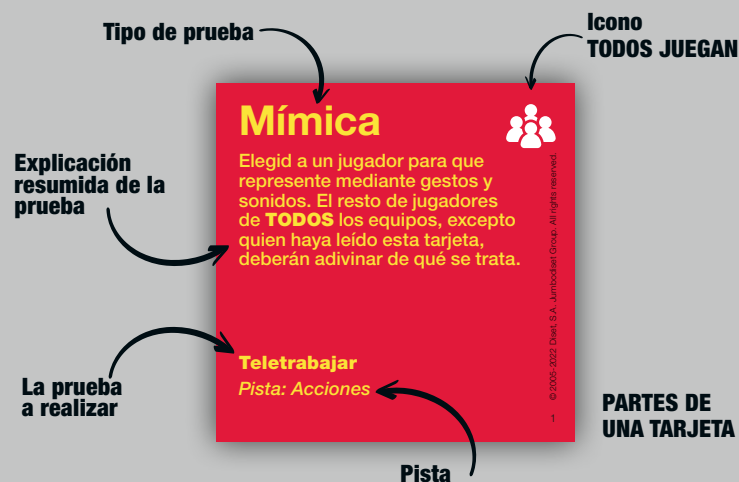 Tipo de prueba
Icono
TODOS JUEGAN
Mímica
Elegid a un jugador para que
represente mediante gestos y
sonidos. El resto de jugadores
de TODOS los equipos, excepto
quien haya leído esta tarjeta,
deberán adivinar de qué se trata.
Explicación
resumida de la
prueba
© 2005-2022 Diset, S.A. Jumbodiset Group. All rights reserved.
Teletrabajar
Pista: Acciones
La prueba
a realizar
1
PARTES DE
UNA TARJETA
Pista